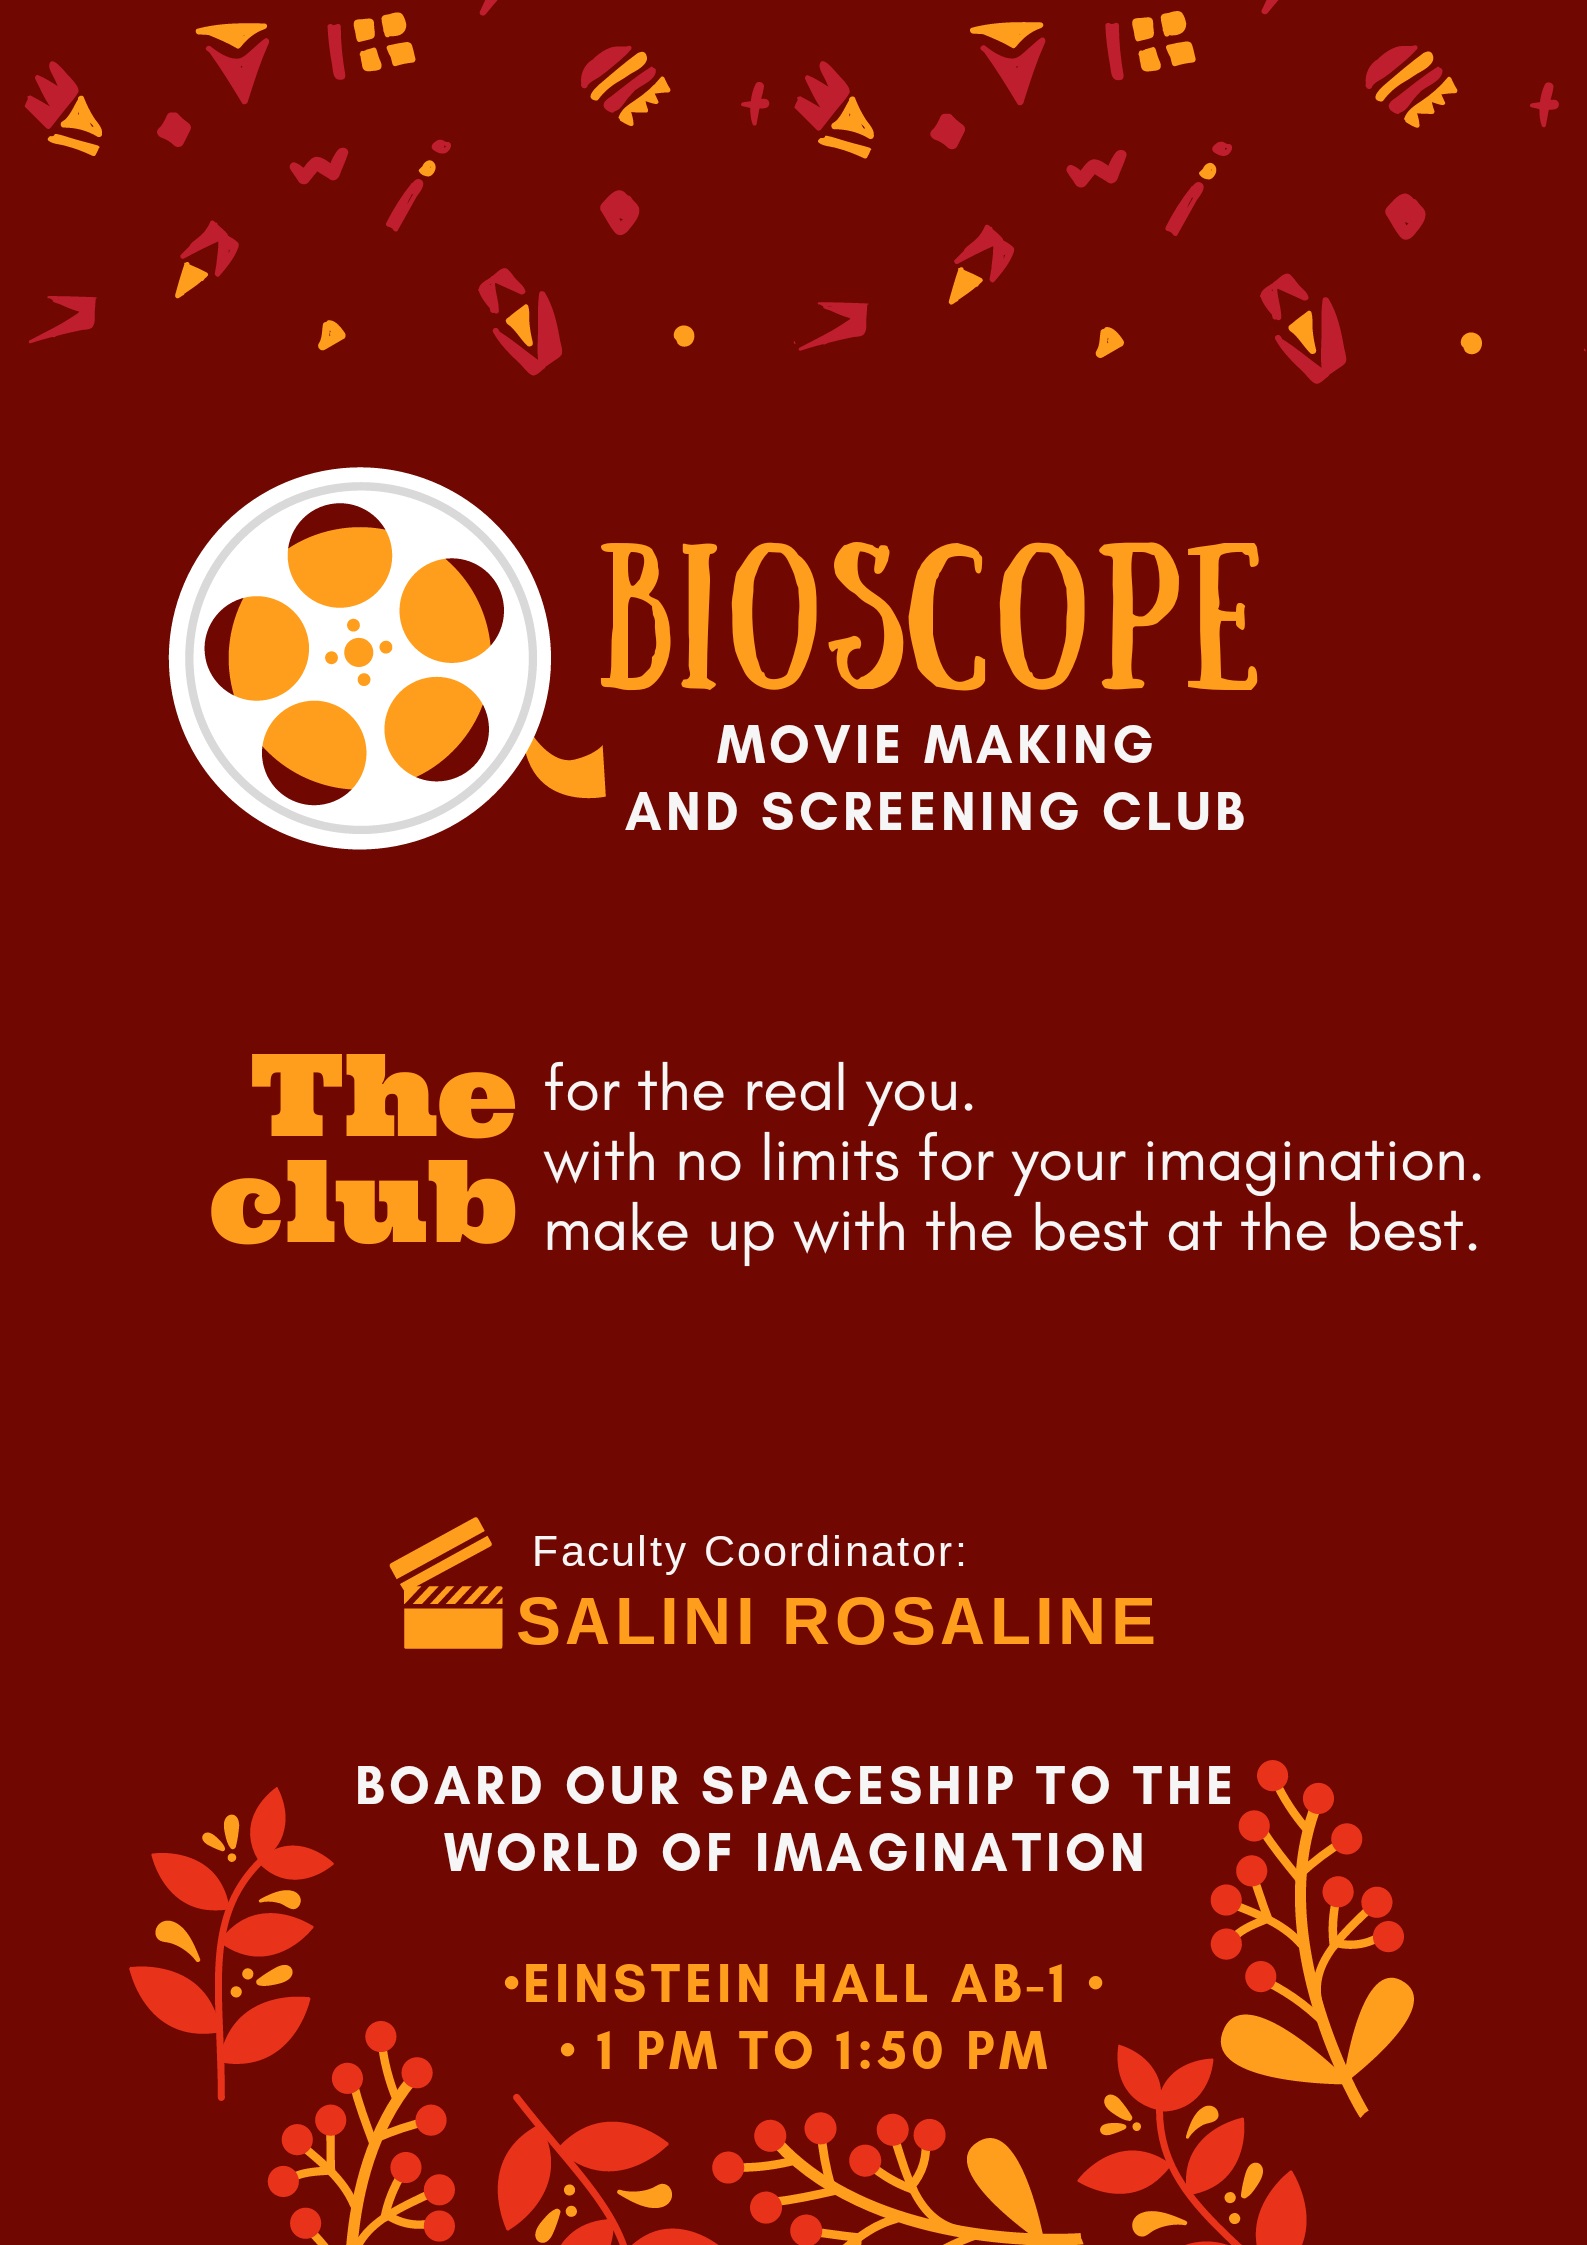 BIOSCOPE
MOVIE MAKING
AND SCREENING CLUB
The
club
for the real you.
with no limits for your imagination.
make up with the best at the best.
Faculty Coordinator:
SALINI ROSALINE
BOARD OUR SPACESHIP TO THE
WORLD OF IMAGINATION
•EINSTEIN HALL AB-1 •
• 1 PM TO 1:50 PM